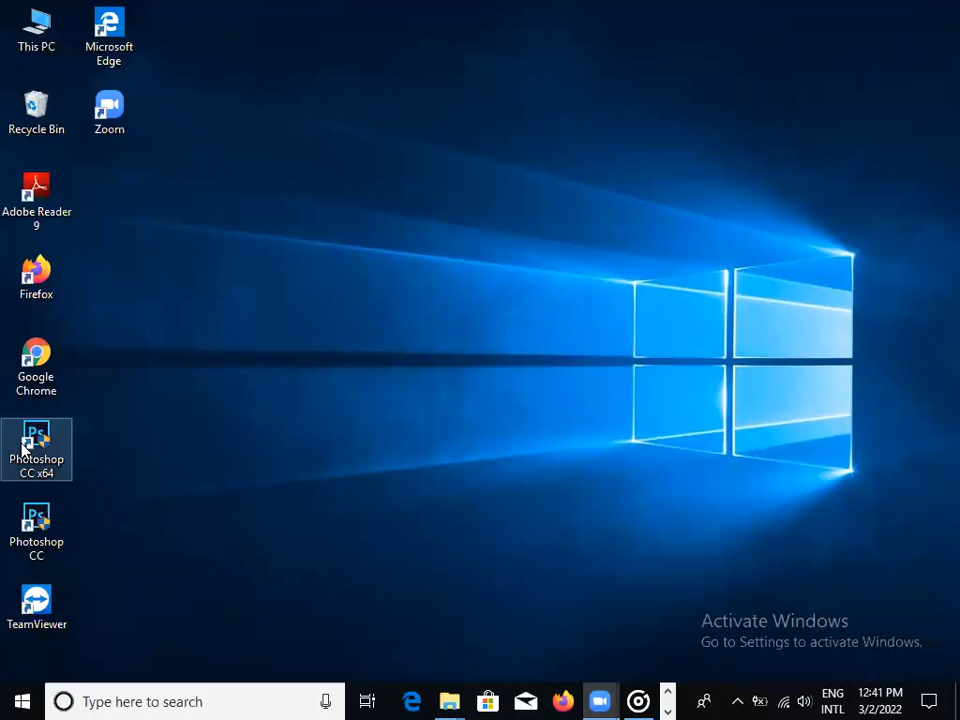 This PC
Microsoft
Edge
Recycle Bin
Zoom
Adobe Reader
9
Firefox
Google
Chrome
Ps
Photoshop
CC x64
Ps
Photoshop
CC
TeamViewer
Activate Windows
Go to Settings to activate Windows.
Type here to search
ENG
INTL
12:41 PM
3/2/2022